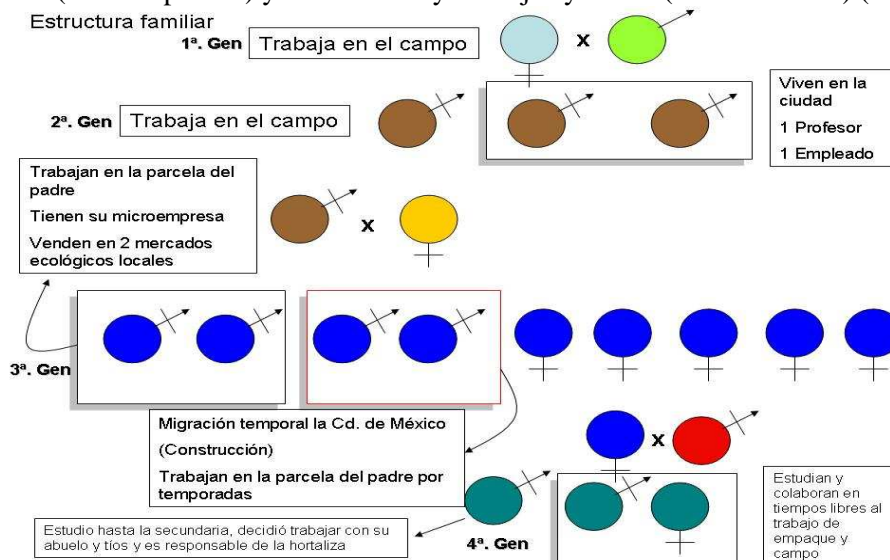 Estructura familiar
1ª. Gen
Trabaja en el campo
x
2ª. Gen
Trabaja en el campo
Viven en la
ciudad
1 Profesor
1 Empleado
Trabajan en la parcela del
padre
Tienen su microempresa
Venden en 2 mercados
ecológicos locales
x
3ª. Gen
Migración temporal la Cd. de México
(Construcción)
Trabajan en la parcela del padre por
temporadas
x
Estudio hasta la secundaria, decidió trabajar con su
abuelo y tíos y es responsable de la hortaliza
4ª. Gen
Estudian y
colaboran en
tiempos libres al
trabajo de
empaque y
campo